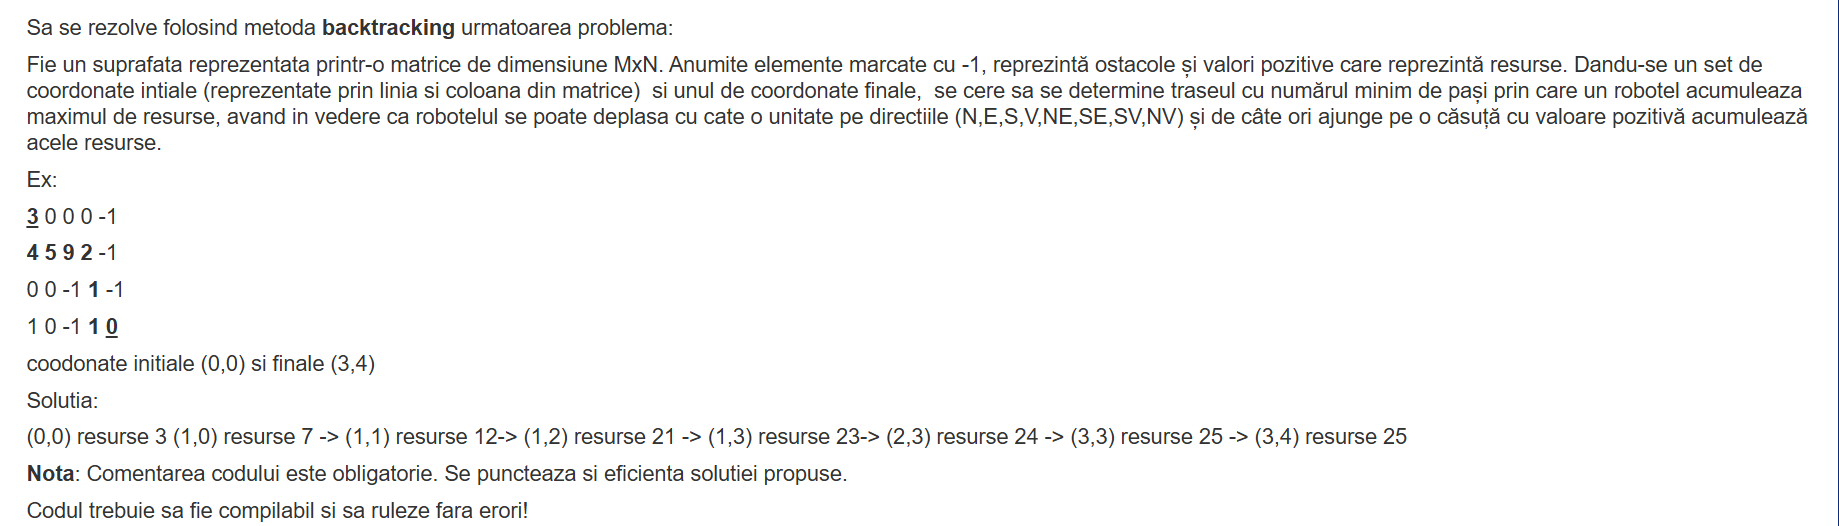 Sa se rezolve folosind metoda backtracking urmatoarea problema:
Fie un suprafata reprezentata printr-o matrice de dimensiune MxN. Anumite elemente marcate cu -1, reprezintă ostacole și valori pozitive care reprezintă resurse. Dandu-se un set de
coordonate intiale (reprezentate prin linia si coloana din matrice)  si unul de coordonate finale,  se cere sa se determine traseul cu numărul minim de pași prin care un robotel acumuleaza
maximul de resurse, avand in vedere ca robotelul se poate deplasa cu cate o unitate pe directiile (N,E,S,V,NE,SE,SV,NV) și de câte ori ajunge pe o căsuță cu valoare pozitivă acumulează
acele resurse.
Ex:
3 0 0 0 -1
4 5 9 2 -1
0 0 -1 1 -1
1 0 -1 1 0
coodonate initiale (0,0) si finale (3,4)
Solutia:
(0,0) resurse 3 (1,0) resurse 7 -> (1,1) resurse 12-> (1,2) resurse 21 -> (1,3) resurse 23-> (2,3) resurse 24 -> (3,3) resurse 25 -> (3,4) resurse 25
Nota: Comentarea codului este obligatorie. Se puncteaza si eficienta solutiei propuse.
Codul trebuie sa fie compilabil si sa ruleze fara erori!